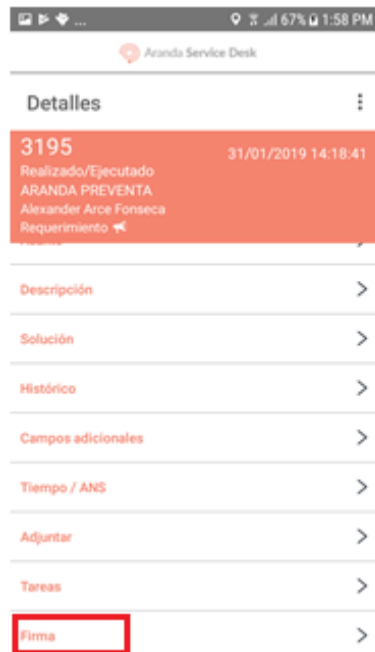 67% 1:58 PM
Aranda Service Desk
Detalles
3195
31/01/2019 14:18:41
Realizado/Ejecutado
ARANDA PREVENTA
Alexander Arce Fonseca
Requerimiento
Descripción
Solución
Histórico
Campos adicionales
Tiempo / ANS
Adjuntar
Tareas
Firma